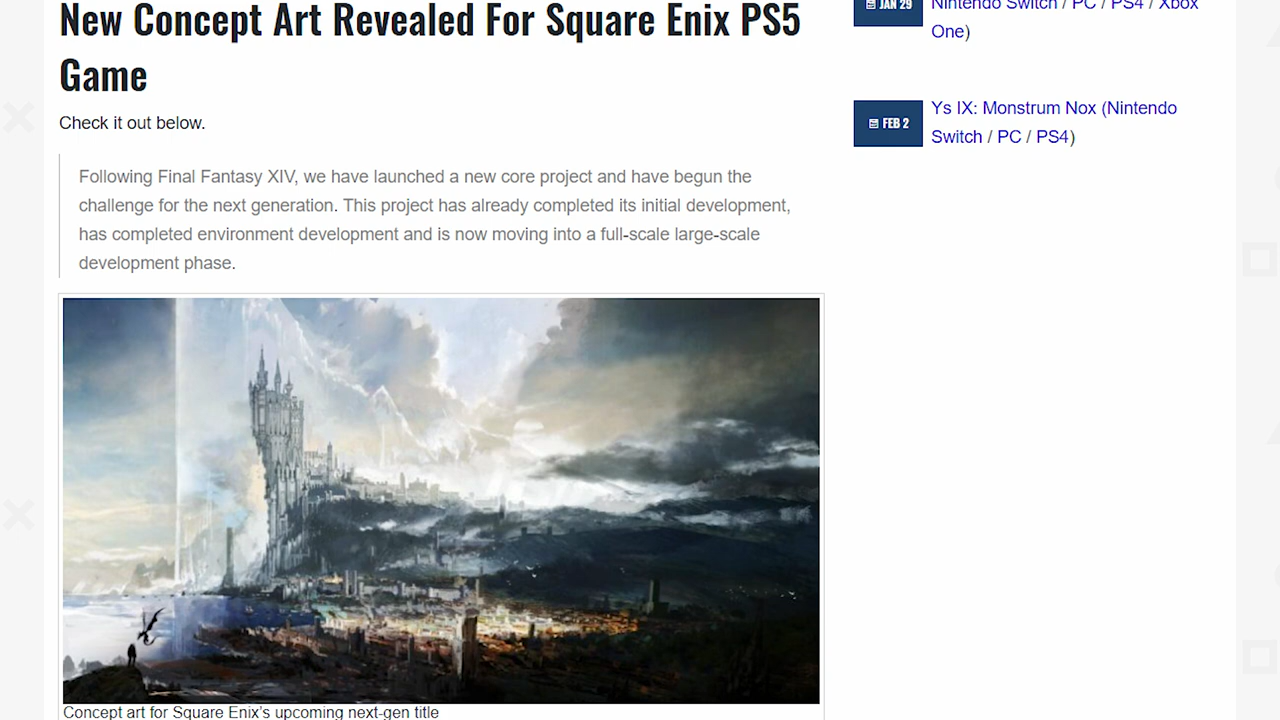 New Concept Art Revealed For Square Enix PS5
Game
Check it out below.
Following Final Fantasy XIV, we have launched a new core project and have begun the
challenge for the next generation. This project has already completed its initial development,
has completed environment development and is now moving into a full-scale large-scale
development phase.
Concept art for Square Enix's upcoming next-gen title
JAN 29
Nintendo Switch / PC / PS4 / Xbox
One)
FEB 2
Ys IX: Monstrum Nox (Nintendo
Switch / PC / PS4)